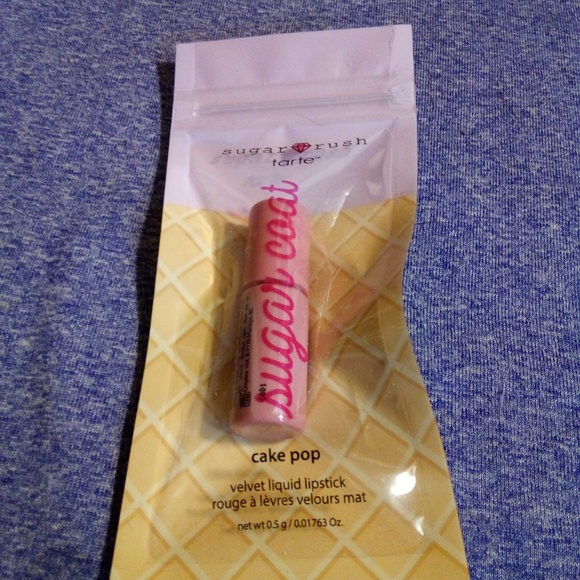 sugar rush
tarte™
sugar coat
cake pop
velvet liquid lipstick
rouge à lèvres velours mat
net wt 0.5 g / 0.01763 Oz.